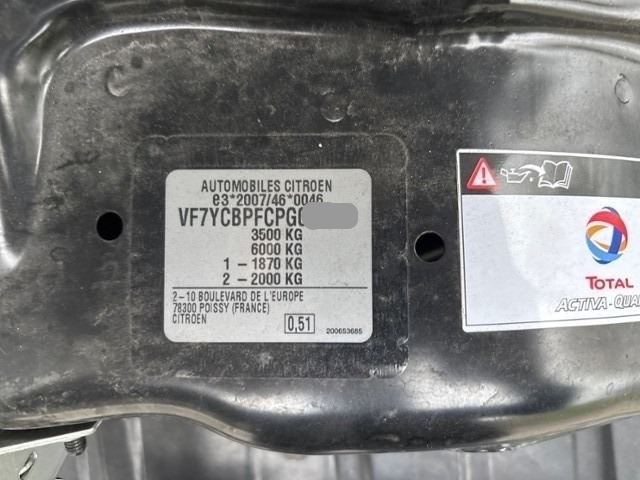 AUTOMOBILES CITROEN
e3*2007/46*0046
VF7YCBPFCPG
3500 KG
6000 KG
1 – 1870 KG
2 – 2000 KG
2 – 10 BOULEVARD DE L'EUROPE
78300 POISSY (FRANCE)
CITROEN
0,51
200653685
TOTAL
ACTIVA - QUA